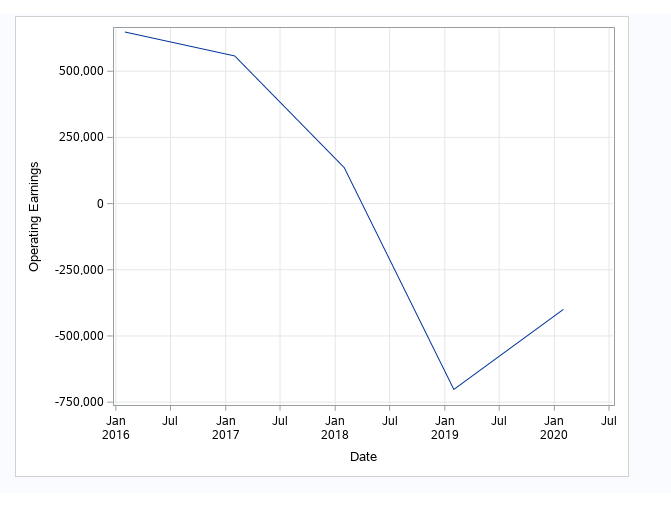 500,000
250,000
0
-250,000
-500,000
-750,000
Operating Earnings
Jan Jul Jan Jul Jan Jul Jan Jul Jan Jul
2016 2017 2018 2019 2020
Date